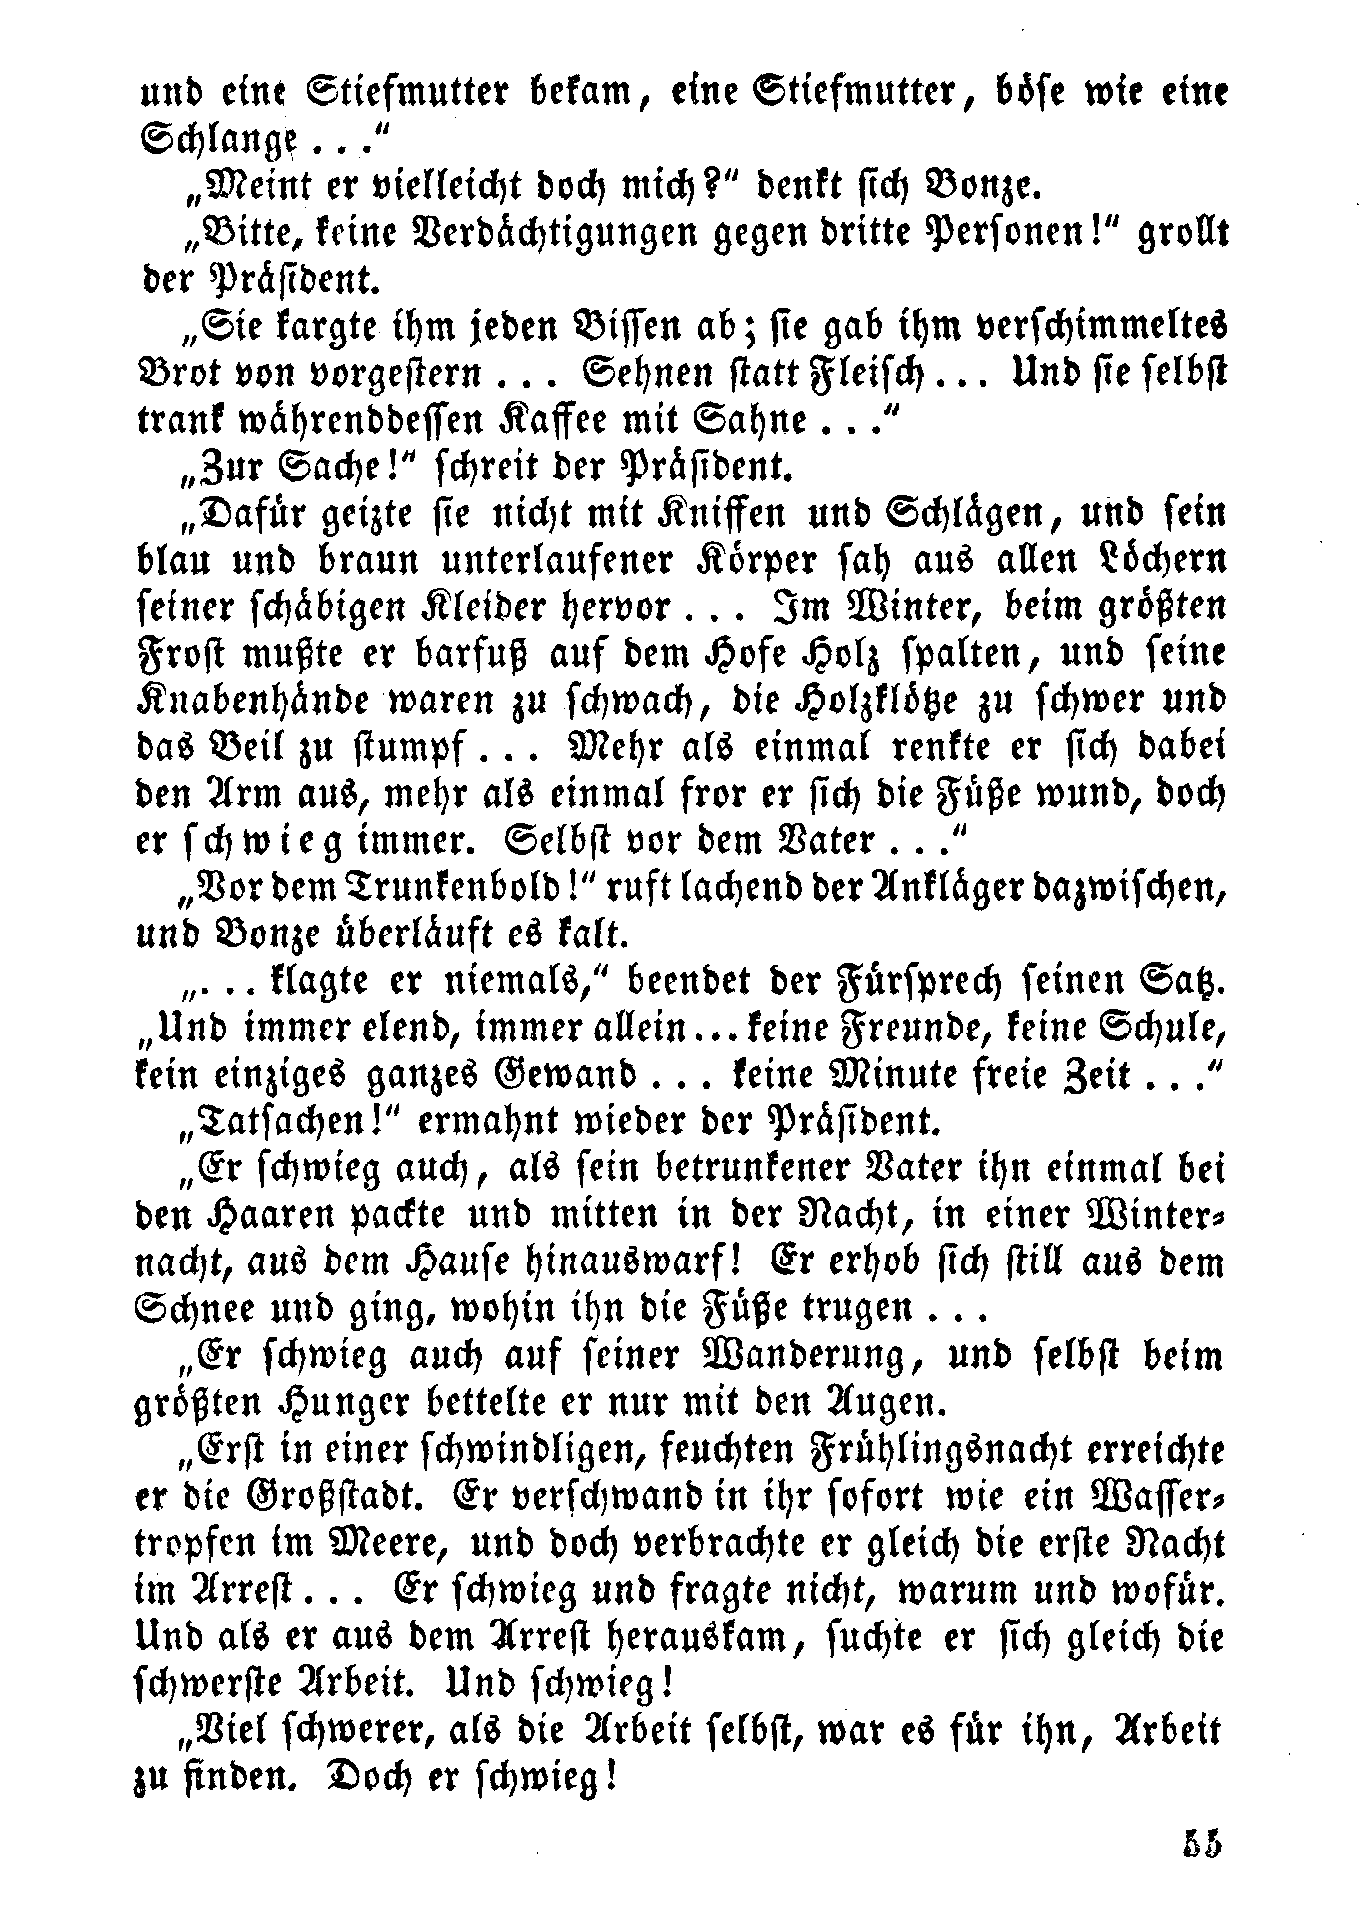 und eine Stiefmutter bekam, eine Stiefmutter, böse wie eine
Schlange . . .“
„Meint er vielleicht doch mich?“ denkt sich Bonze.
„Bitte, keine Verdächtigungen gegen dritte Personen!“ grollt
der Präsident.
„Sie kargte ihm jeden Bissen ab; sie gab ihm verschimmeltes
Brot von vorgestern . . . Sehnen statt Fleisch . . . Und sie selbst
trank währenddessen Kaffee mit Sahne . . .“
„Zur Sache!“ schreit der Präsident.
„Dafür geizte sie nicht mit Kniffen und Schlägen, und sein
blau und braun unterlaufener Körper sah aus allen Löchern
seiner schäbigen Kleider hervor . . . Im Winter, beim größten
Frost mußte er barfuß auf dem Hofe Holz spalten, und seine
Knabenhände waren zu schwach, die Holzklötze zu schwer und
das Beil zu stumpf . . . Mehr als einmal renkte er sich dabei
den Arm aus, mehr als einmal fror er sich die Füße wund, doch
er schwieg immer. Selbst vor dem Vater . . .“
„Vor dem Trunkenbold!“ ruft lachend der Ankläger dazwischen,
und Bonze überläuft es kalt.
„. . . klagte er niemals,“ beendet der Fürsprech seinen Satz.
„Und immer elend, immer allein . . . keine Freunde, keine Schule,
kein einziges ganzes Gewand . . . keine Minute freie Zeit . . .“
„Tatsachen!“ ermahnt wieder der Präsident.
„Er schwieg auch, als sein betrunkener Vater ihn einmal bei
den Haaren packte und mitten in der Nacht, in einer Winter-
nacht, aus dem Hause hinauswarf! Er erhob sich still aus dem
Schnee und ging, wohin ihn die Füße trugen . . .
„Er schwieg auch auf seiner Wanderung, und selbst beim
größten Hunger bettelte er nur mit den Augen.
„Erst in einer schwindligen, feuchten Frühlingsnacht erreichte
er die Großstadt. Er verschwand in ihr sofort wie ein Wasser-
tropfen im Meere, und doch verbrachte er gleich die erste Nacht
im Arrest . . . Er schwieg und fragte nicht, warum und wofür.
Und als er aus dem Arrest herauskam, suchte er sich gleich die
schwerste Arbeit. Und schwieg!
„Viel schwerer, als die Arbeit selbst, war es für ihn, Arbeit
zu finden. Doch er schwieg!
55